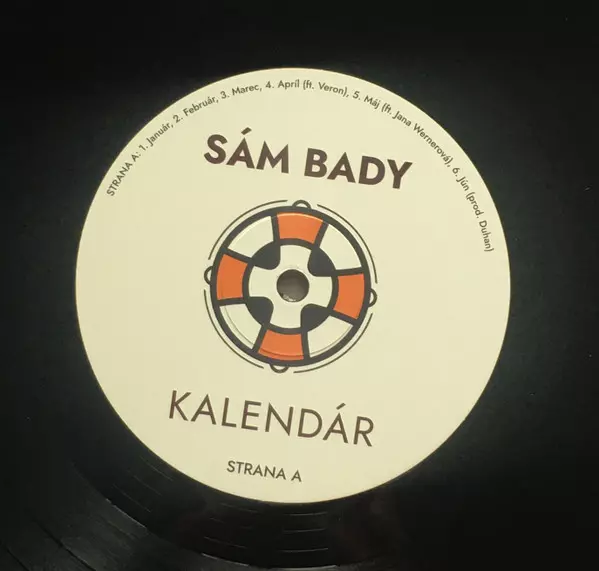 STRANA A: 1. Január, 2. Február, 3. Marec, 4. Apríl (ft. Veron), 5. Máj (ft. Jana Wernerová), 6. Jún (prod. Duhan)
SÁM BADY
KALENDÁR
STRANA A